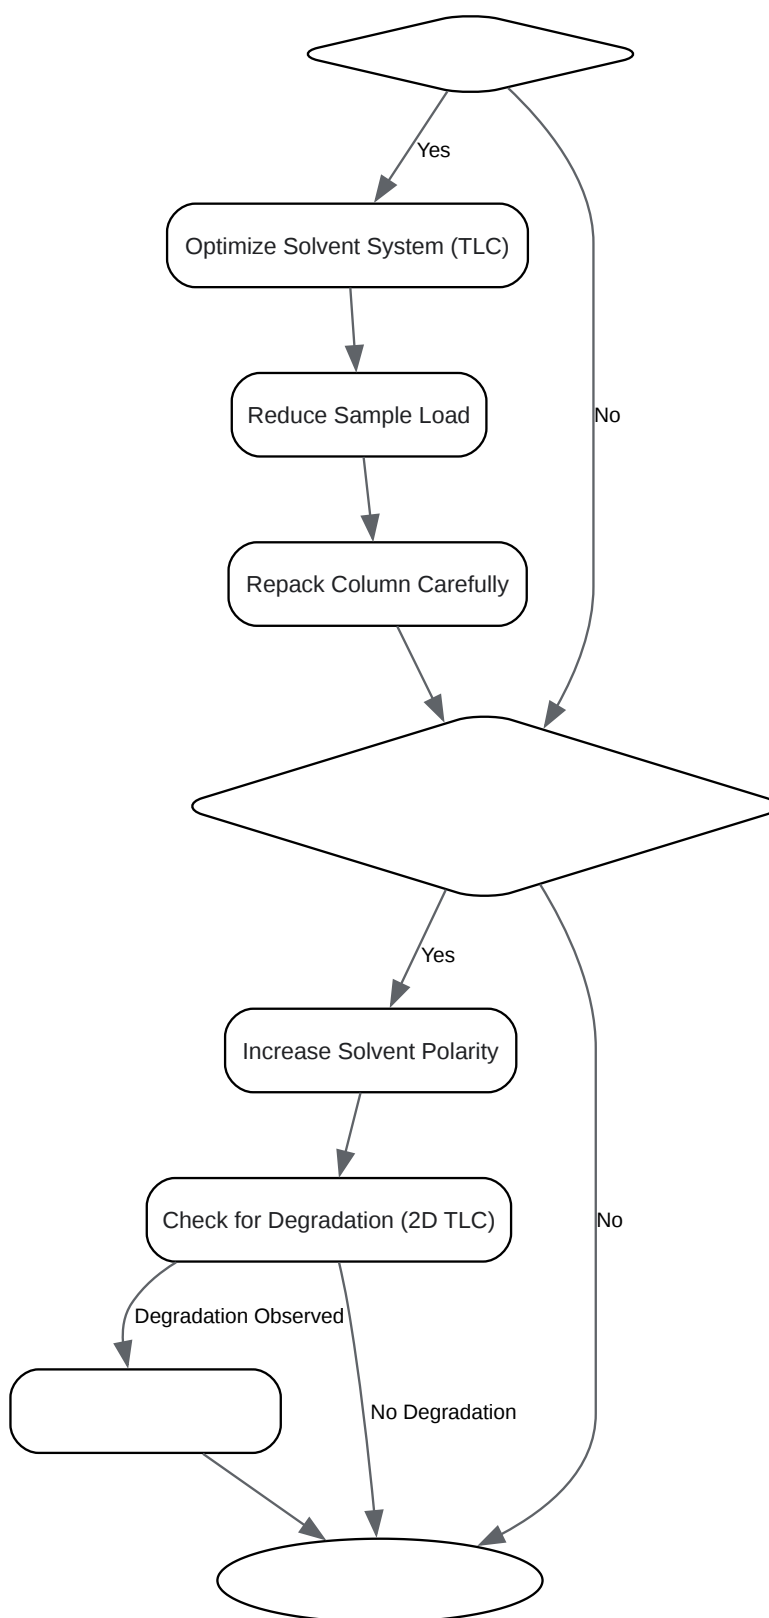 Yes
Optimize Solvent System (TLC)
Reduce Sample Load
No
Repack Column Carefully
Yes
Increase Solvent Polarity
Check for Degradation (2D TLC)
No
Degradation Observed
No Degradation